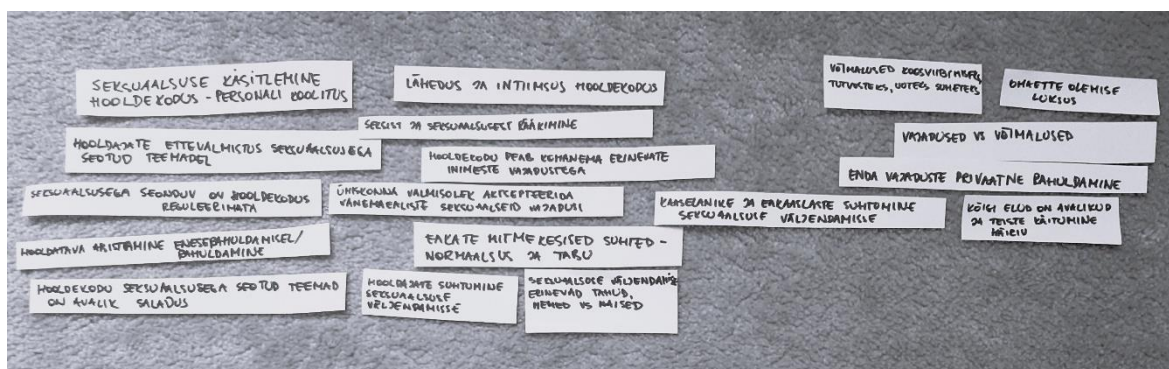 SEKSUAALSUSE KÄSITLEMINE
HOOLDEKODUS - PERSONALI KOOLITUS
HOOLDAJATE ETTEVALMISTUS SEKSUAALSUSEGA
SEOTUD TEEMADEL
SEKSUAALSUSEGA SEONDUV ON HOOLDEKODUS
REGULEERIMATA
HOOLDATAVA ABISTAMINE ENESERAHULDAMISEL/
RAHULDAMINE
HOOLDEKODU SEKSUAALSUSEGA SEOTUD TEEMAD
ON AVALIK SALADUS
LÄHEDUS JA INTIIMSUS HOOLDEKODUS
SEKSIST JA SEKSUAALSUSEST RÄÄKIMINE
HOOLDEKODU PEAB KOHANEMA ERINEVATE
INIMESTE VAJADUSTEGA
ÜHISKONNA VALMISOLEK AKTSEPTEERIDA
VANEMAEALISTE SEKSUAALSEID VAJADUSI
EAKATE MITMEKESISED SUHTED -
NORMAALSUS JA TABU
HOOLDAJATE SUHTUMINE
SEKSUAALSUSE
VÄLJENDAMISSE
SEKSUAALSUSE VÄLJENDAMISE
ERINEVAD TAHUD,
MEHED VS NAISED
KAASELANIKE JA EAKAASLASTE SUHTUMINE
SEKSUAALSUSE VÄLJENDAMISSE
VÕIMALUSED KOOSVIIBIMISEKS,
TUTVUSTEKS, UUTEKS SUHETEKS
OMAETTE OLEMISE
LUKSUS
VAJADUSED VS VÕIMALUSED
ENDA VAJADUSTE PRIVAATNE RAHULDAMINE
KÕIGI ELUD ON AVALIKUD
JA TEISTE KÄITUMINE
HÄIRIV